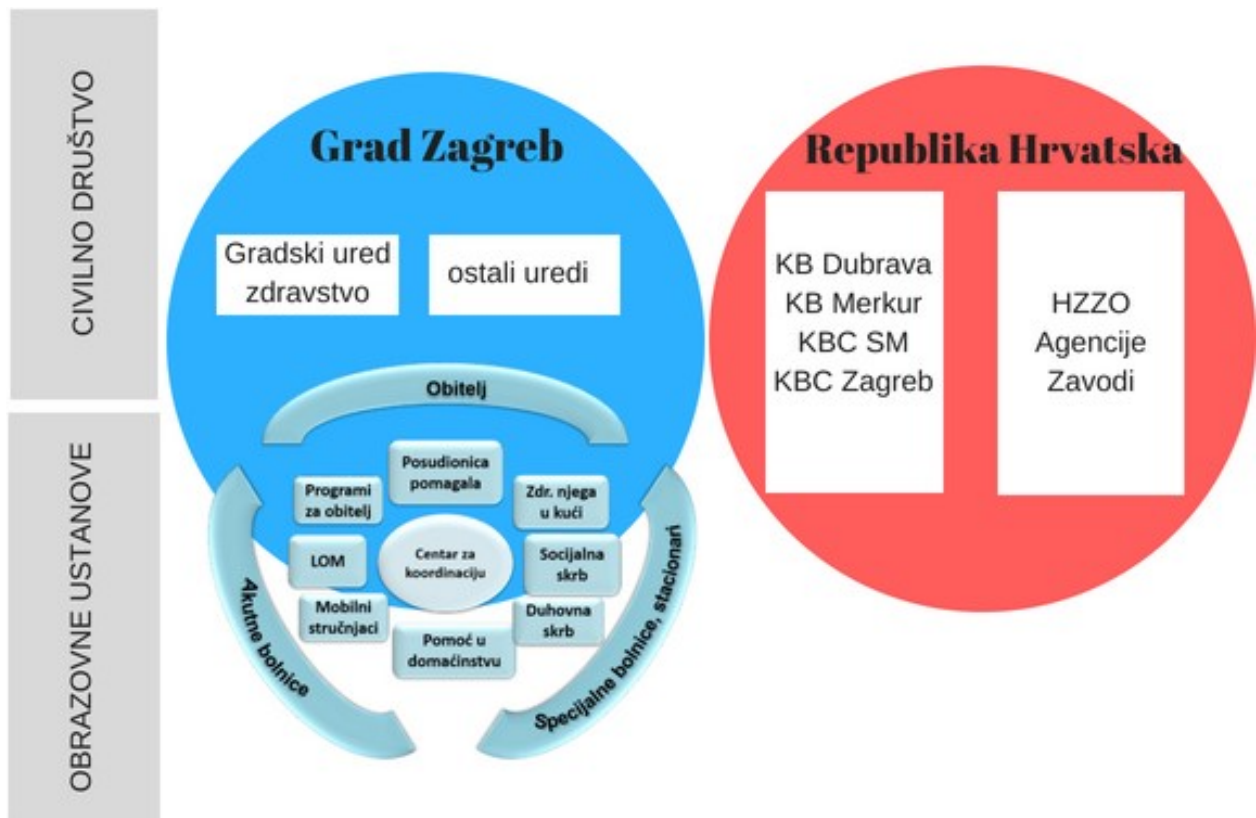 CIVILNO DRUŠTVO
OBRAZOVNE USTANOVE
Grad Zagreb
Gradski ured
zdravstvo
ostali uredi
Obitelj
Posudionica
pomagala
Programi
za obitelj
Zdr. njega
u kući
LOM
Centar za
koordinaciju
Socijalna
skrb
Mobilni
stručnjaci
Duhovna
skrb
Pomoć u
domaćinstvu
Akutne bolnice
Specijalne bolnice, stacionari
Republika Hrvatska
KB Dubrava
KB Merkur
KBC SM
KBC Zagreb
HZZO
Agencije
Zavodi